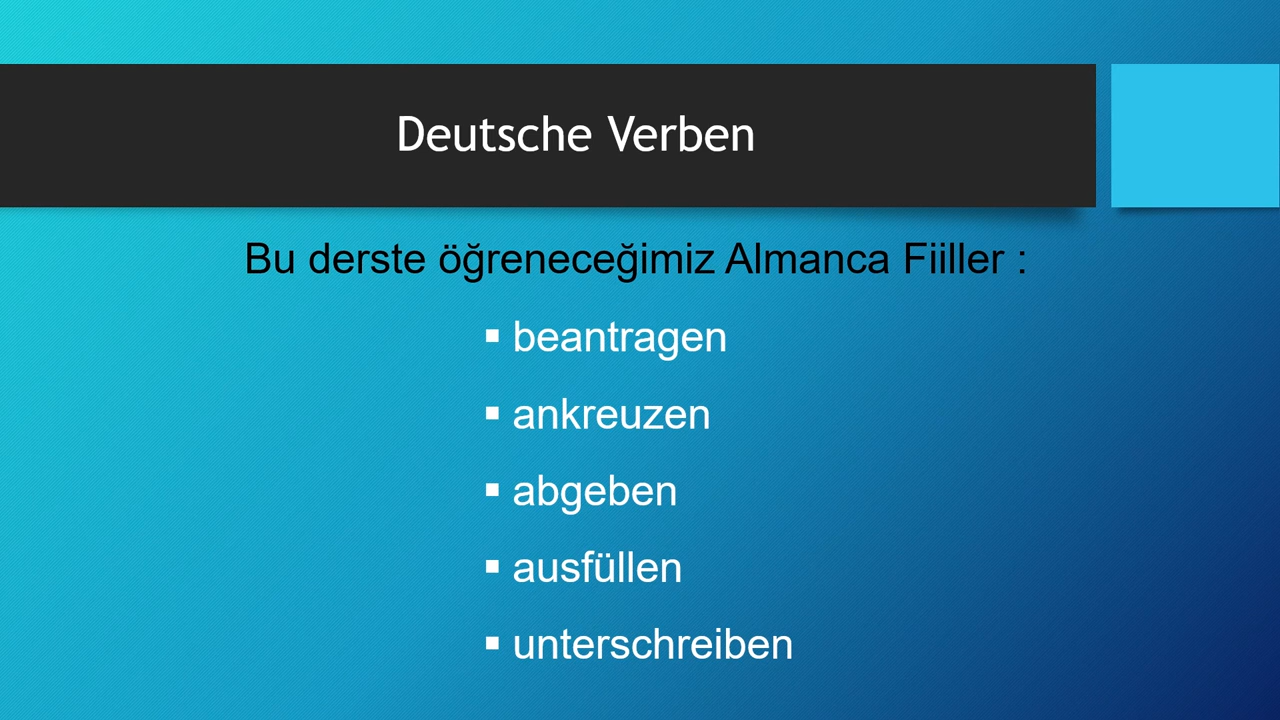 Deutsche Verben
Bu derste öğreneceğimiz Almanca Fiiller :
▪ beantragen
▪ ankreuzen
▪ abgeben
▪ ausfüllen
▪ unterschreiben